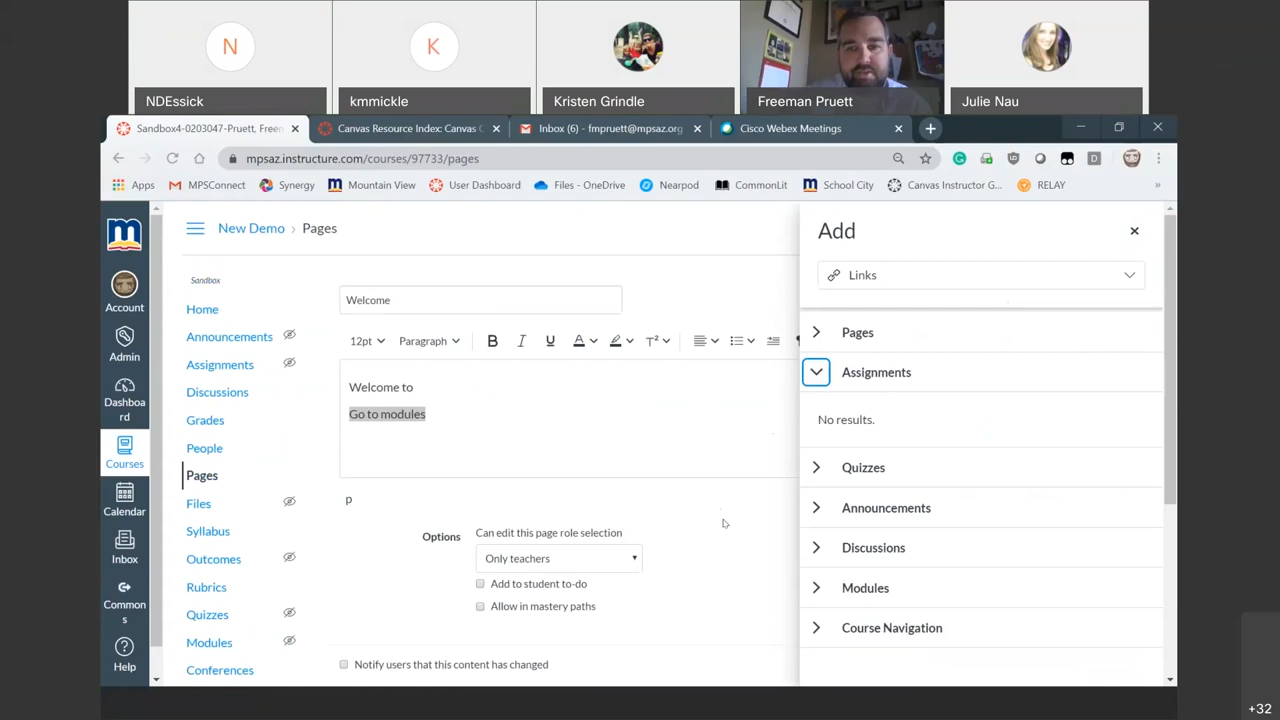 N
K
NDEssick
kmmickle
Kristen Grindle
Freeman Pruett
Julie Nau
Sandbox4-0203047-Pruett, Freem
Canvas Resource Index: Canvas C
Inbox (6) - fmpruett@mpsaz.org
Cisco Webex Meetings
mpsaz.instructure.com/courses/97733/pages
Apps
MPSConnect
Synergy
Mountain View
User Dashboard
Files - OneDrive
Nearpod
CommonLit
School City
Canvas Instructor G...
RELAY
»
Account
Admin
Dashboa
rd
Courses
Calendar
Inbox
Common
s
Help
New Demo › Pages
Sandbox
Home
Announcements
Assignments
Discussions
Grades
People
Pages
Files
Syllabus
Outcomes
Rubrics
Quizzes
Modules
Conferences
Welcome
12pt
Paragraph
B I U A T²
Welcome to
Go to modules
p
Options
Can edit this page role selection
Only teachers
Add to student to-do
Allow in mastery paths
Notify users that this content has changed
Add
Links
Pages
Assignments
No results.
Quizzes
Announcements
Discussions
Modules
Course Navigation
+32